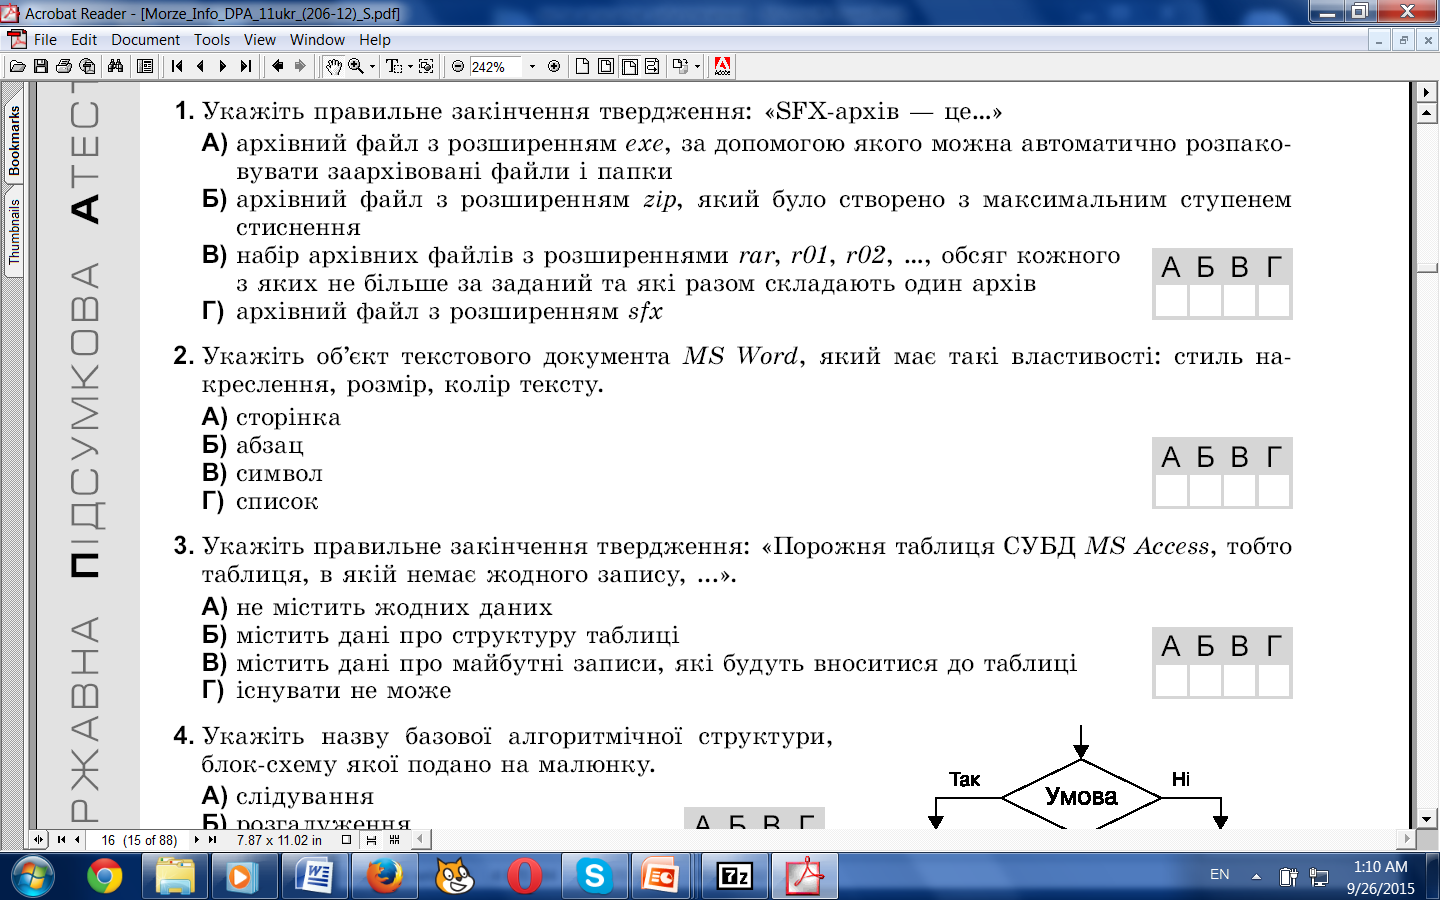 Acrobat Reader - [Morze_Info_DPA_11ukr_(206-12)_S.pdf]
File Edit Document Tools View Window Help
242%
Bookmarks
Thumbnails
РЖАВНА ПІДСУМКОВА АТЕСТ
1. Укажіть правильне закінчення твердження: «SFX-архів — це...»
А) архівний файл з розширенням exe, за допомогою якого можна автоматично розпако-
вувати заархівовані файли і папки
Б) архівний файл з розширенням zip, який було створено з максимальним ступенем
стиснення
В) набір архівних файлів з розширеннями rar, r01, r02, ..., обсяг кожного
з яких не більше за заданий та які разом складають один архів
Г) архівний файл з розширенням sfx
А Б В Г
2. Укажіть об’єкт текстового документа MS Word, який має такі властивості: стиль на-
креслення, розмір, колір тексту.
А) сторінка
Б) абзац
В) символ
Г) список
А Б В Г
3. Укажіть правильне закінчення твердження: «Порожня таблиця СУБД MS Access, тобто
таблиця, в якій немає жодного запису, ...».
А) не містить жодних даних
Б) містить дані про структуру таблиці
В) містить дані про майбутні записи, які будуть вноситися до таблиці
Г) існувати не може
А Б В Г
4. Укажіть назву базової алгоритмічної структури,
блок-схему якої подано на малюнку.
А) слідування
Б) розгалуження
А Б В Г
Так
Умова
Ні
16 (15 of 88)
7.87 x 11.02 in
EN
1:10 AM
9/26/2015